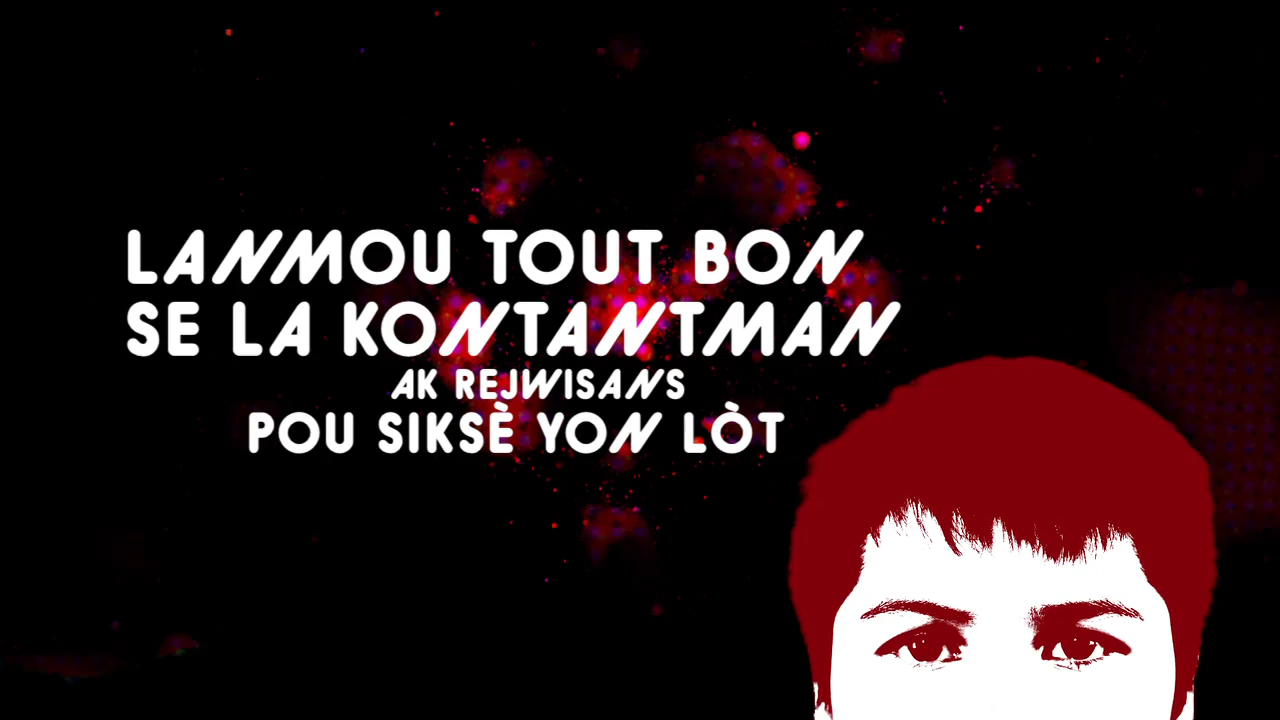 LANMOU TOUT BON
SE LA KONTANTMAN
AK REJWISANS
POU SIKSÈ YON LÒT